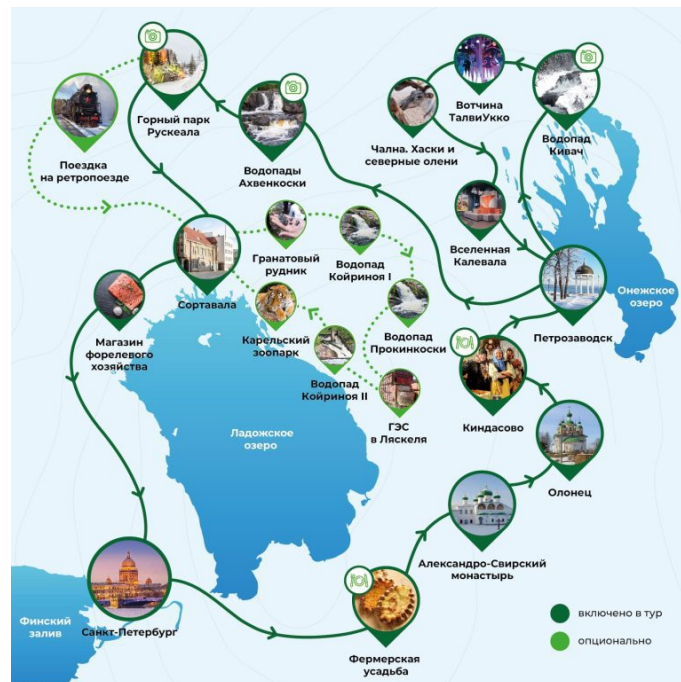 Горный парк
Рускеала
Поездка
на ретропоезде
Водопады
Ахвенкоски
Вотчина
ТалвиУкко
Чална. Хаски и
северные олени
Водопад
Кивач
Вселенная
Калевала
Гранатовый
рудник
Водопад
Койриноя I
Сортавала
Онежское
озеро
Петрозаводск
Магазин
форелевого
хозяйства
Карельский
зоопарк
Водопад
Прокинкоски
Водопад
Койриноя II
ГЭС
в Ляскеля
Киндасово
Ладожское
озеро
Олонец
Александро-Свирский
монастырь
Финский
залив
Санкт-Петербург
Фермерская
усадьба
включено в тур
опционально